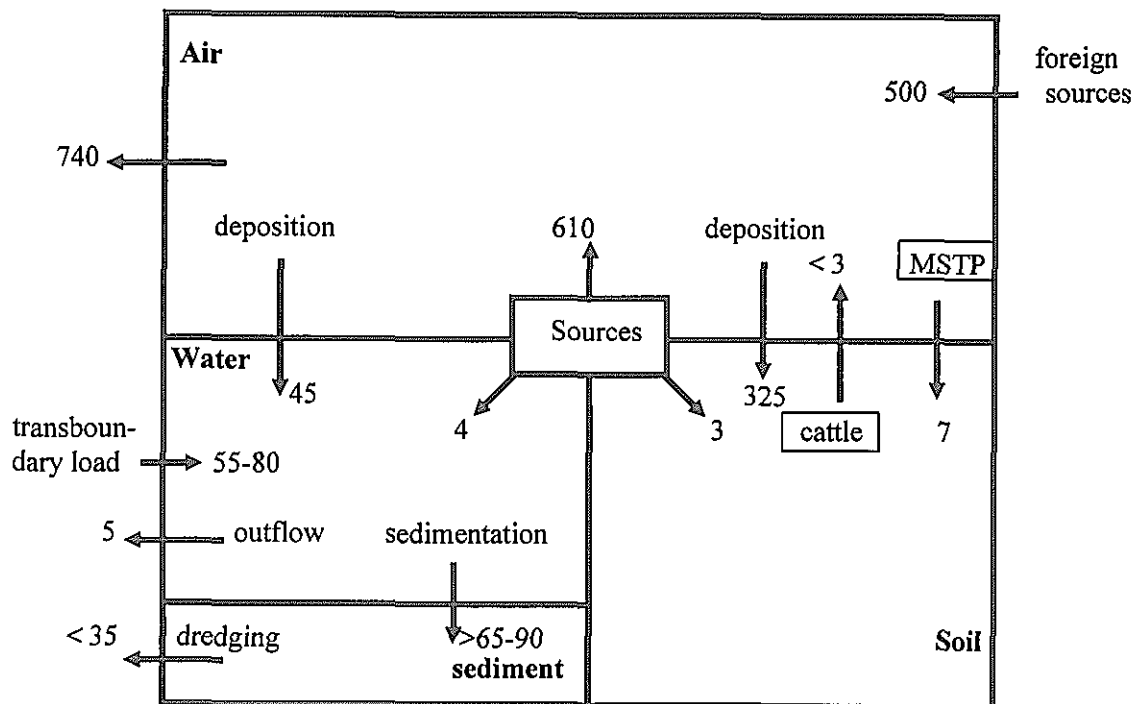 Air
foreign
500 sources
740
deposition 610 deposition
< 3 MSTP
Sources
Water
45 325
4 3 cattle 7
transboun-
dary load 55-80
5 outflow sedimentation
< 35 dredging >65-90 Soil
sediment